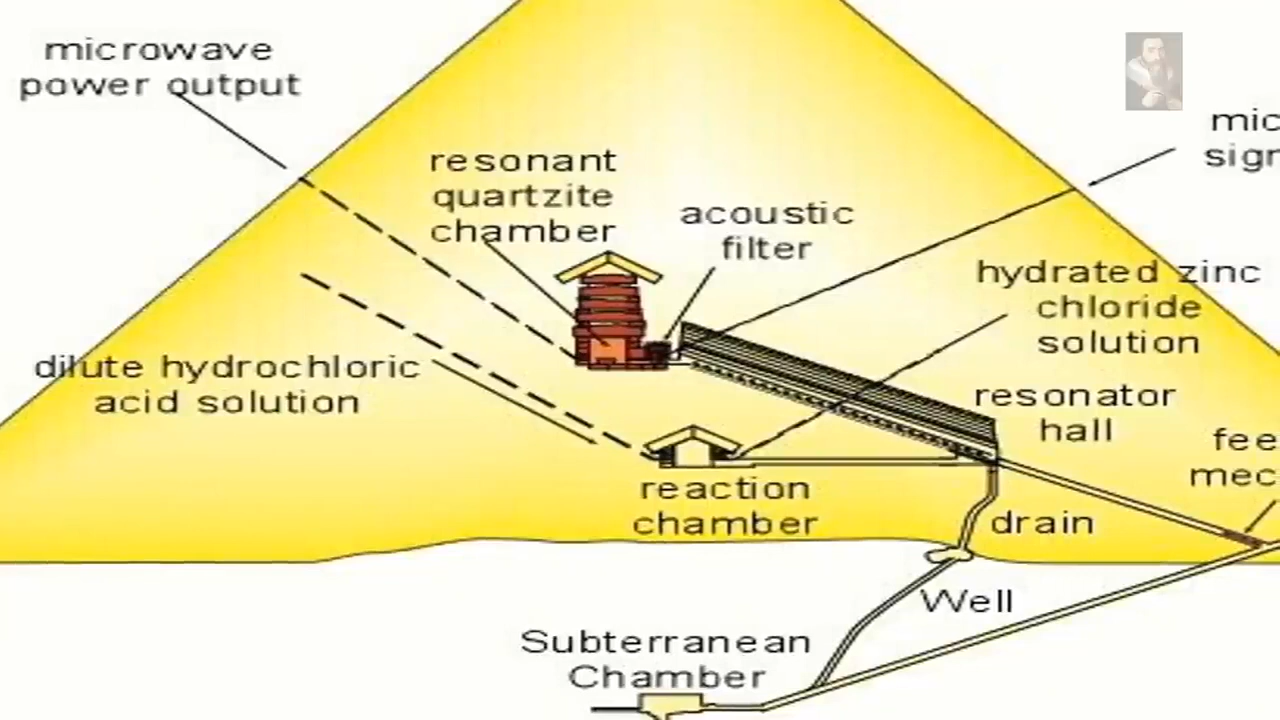 microwave
power output
resonant
quartzite
chamber
acoustic
filter
hydrated zinc
chloride
solution
dilute hydrochloric
acid solution
resonator
hall
reaction
chamber
drain
Well
Subterranean
Chamber